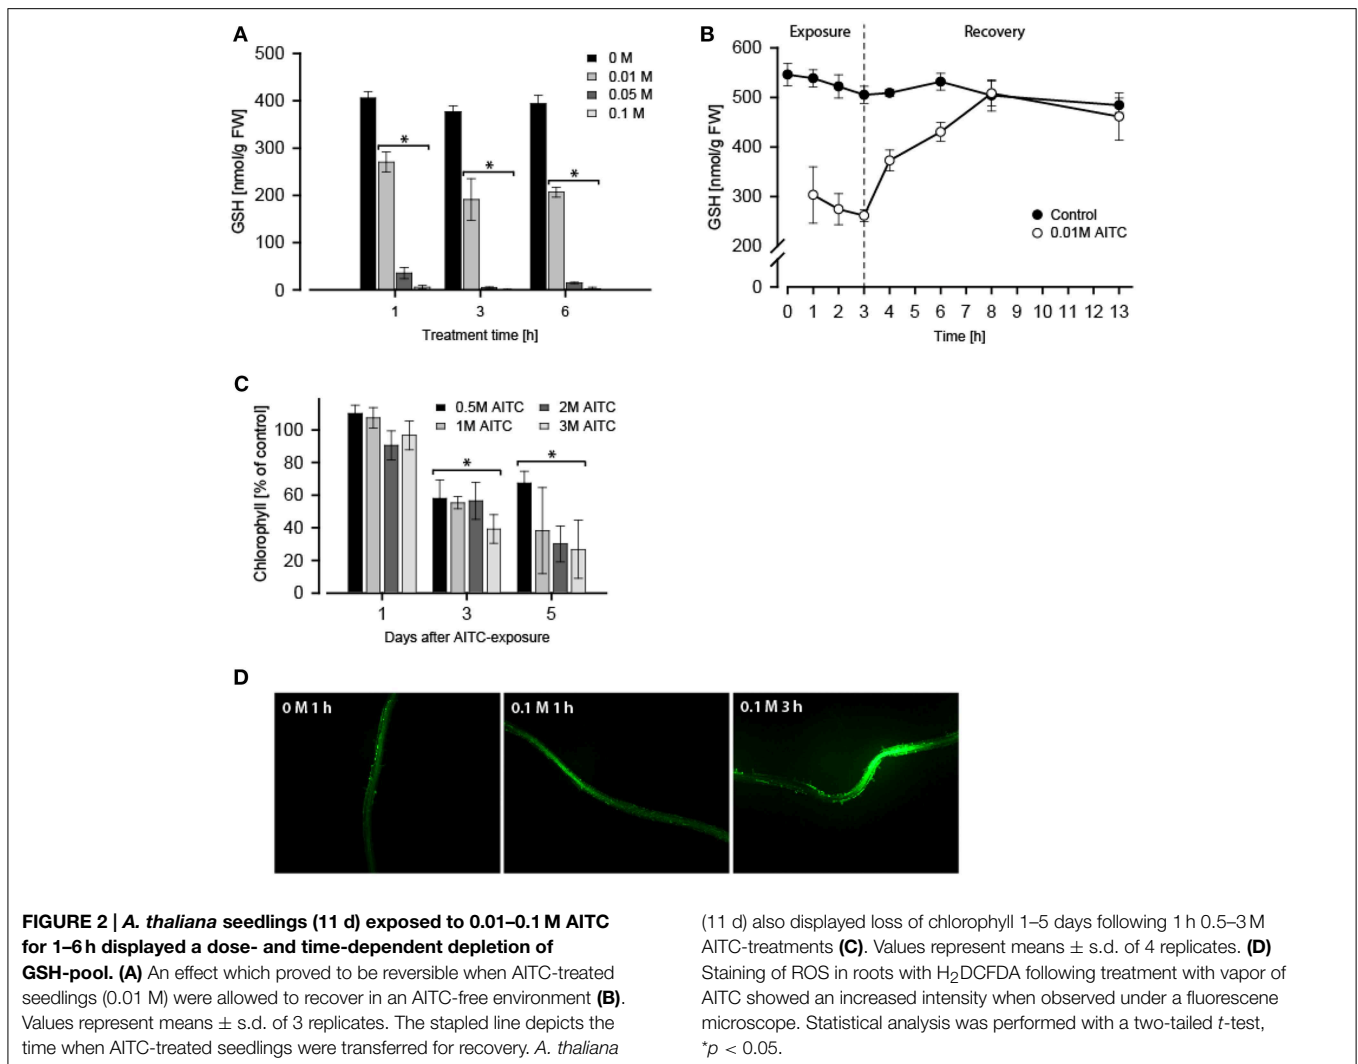 A
500
400
300
200
100
0
GSH [nmol/g FW]
0 M
0.01 M
0.05 M
0.1 M
*
*
*
1 3 6
Treatment time [h]
B
Exposure Recovery
600
500
400
300
200
0
GSH [nmol/g FW]
Control
0.01M AITC
0 1 2 3 4 5 6 7 8 9 10 11 12 13
Time [h]
C
100
80
60
40
20
0
Chlorophyll [% of control]
0.5M AITC 2M AITC
1M AITC 3M AITC
*
*
1 3 5
Days after AITC-exposure
D
0 M 1 h
0.1 M 1 h
0.1 M 3 h
FIGURE 2 | A. thaliana seedlings (11 d) exposed to 0.01–0.1 M AITC
for 1–6 h displayed a dose- and time-dependent depletion of
GSH-pool. (A) An effect which proved to be reversible when AITC-treated
seedlings (0.01 M) were allowed to recover in an AITC-free environment (B).
Values represent means ± s.d. of 3 replicates. The stapled line depicts the
time when AITC-treated seedlings were transferred for recovery. A. thaliana
(11 d) also displayed loss of chlorophyll 1–5 days following 1 h 0.5–3 M
AITC-treatments (C). Values represent means ± s.d. of 4 replicates. (D)
Staining of ROS in roots with H₂DCFDA following treatment with vapor of
AITC showed an increased intensity when observed under a fluorescene
microscope. Statistical analysis was performed with a two-tailed t-test,
*p < 0.05.